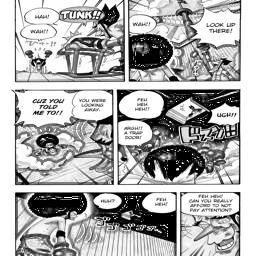 HAH!
TUNK!!
WAH!!
WAH!!
LOOK UP
THERE!
CUZ YOU
TOLD
ME TO!!
YOU WERE
LOOKING
AWAY.
FEH
HEH!
UGH!!
ARGH!!
A TRAP
DOOR!
HUH?
FEH
HEH
HEH!
FEH HEH!
CAN YOU REALLY
AFFORD TO NOT
PAY ATTENTION?